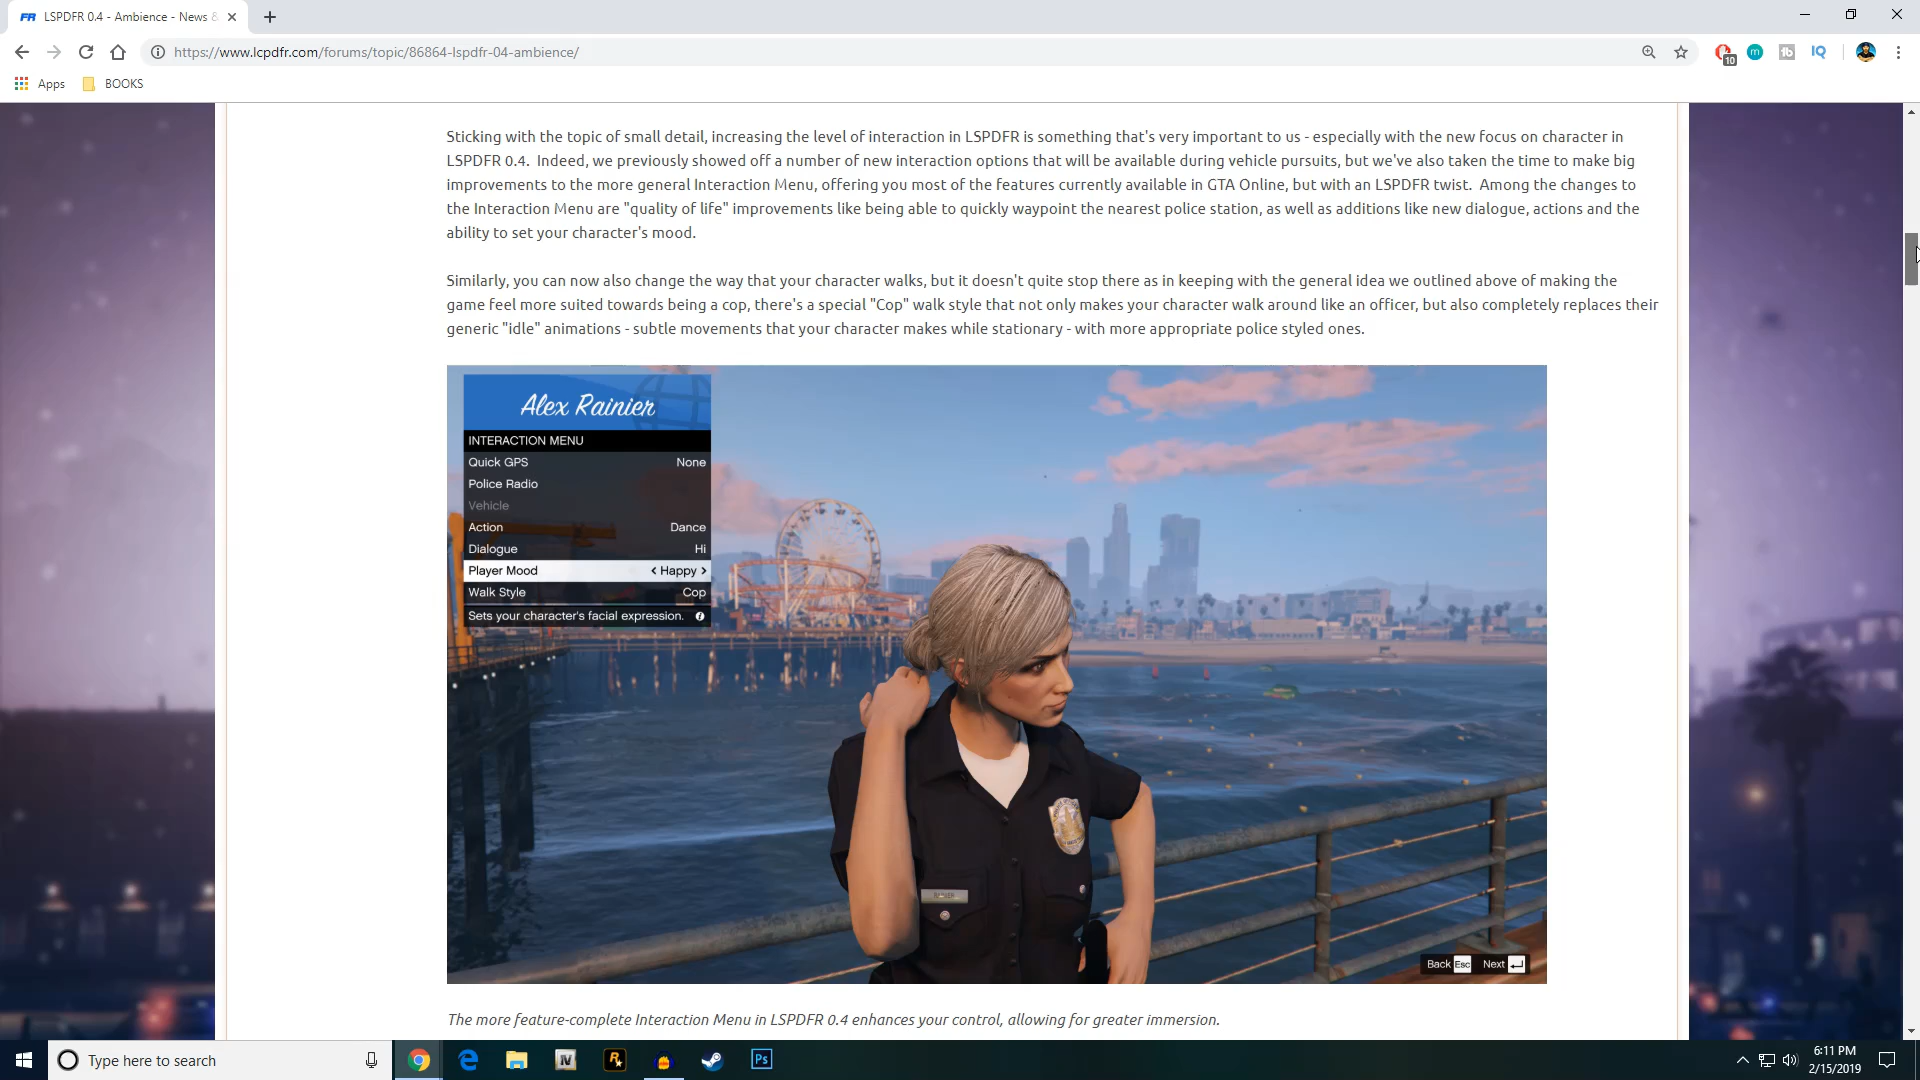 LSPDFR 0.4 - Ambience - News &
https://www.lcpdfr.com/forums/topic/86864-lspdfr-04-ambience/
10
Apps
BOOKS
Sticking with the topic of small detail, increasing the level of interaction in LSPDFR is something that's very important to us - especially with the new focus on character in
LSPDFR 0.4.  Indeed, we previously showed off a number of new interaction options that will be available during vehicle pursuits, but we've also taken the time to make big
improvements to the more general Interaction Menu, offering you most of the features currently available in GTA Online, but with an LSPDFR twist.  Among the changes to
the Interaction Menu are "quality of life" improvements like being able to quickly waypoint the nearest police station, as well as additions like new dialogue, actions and the
ability to set your character's mood.
Similarly, you can now also change the way that your character walks, but it doesn't quite stop there as in keeping with the general idea we outlined above of making the
game feel more suited towards being a cop, there's a special "Cop" walk style that not only makes your character walk around like an officer, but also completely replaces their
generic "idle" animations - subtle movements that your character makes while stationary - with more appropriate police styled ones.
Alex Rainier
INTERACTION MENU
Quick GPS None
Police Radio
Vehicle
Action Dance
Dialogue Hi
Player Mood < Happy >
Walk Style Cop
Sets your character's facial expression.
Back Esc Next
The more feature-complete Interaction Menu in LSPDFR 0.4 enhances your control, allowing for greater immersion.
Type here to search
6:11 PM
2/15/2019